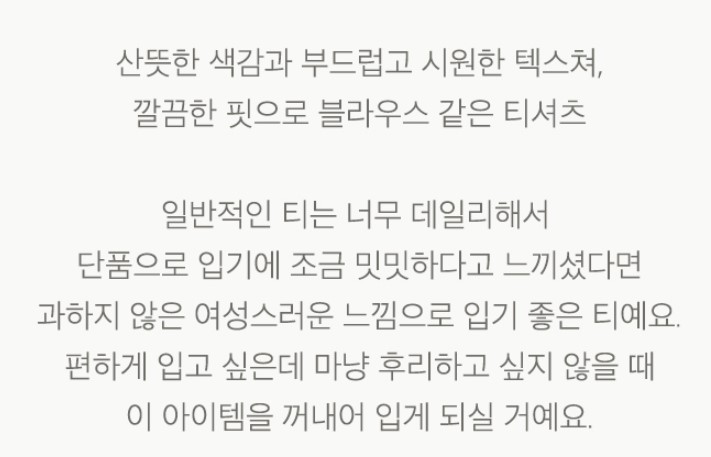 산뜻한 색감과 부드럽고 시원한 텍스쳐,
깔끔한 핏으로 블라우스 같은 티셔츠
일반적인 티는 너무 데일리해서
단품으로 입기에 조금 밋밋하다고 느끼셨다면
과하지 않은 여성스러운 느낌으로 입기 좋은 티예요.
편하게 입고 싶은데 마냥 후리하고 싶지 않을 때
이 아이템을 꺼내어 입게 되실 거예요.